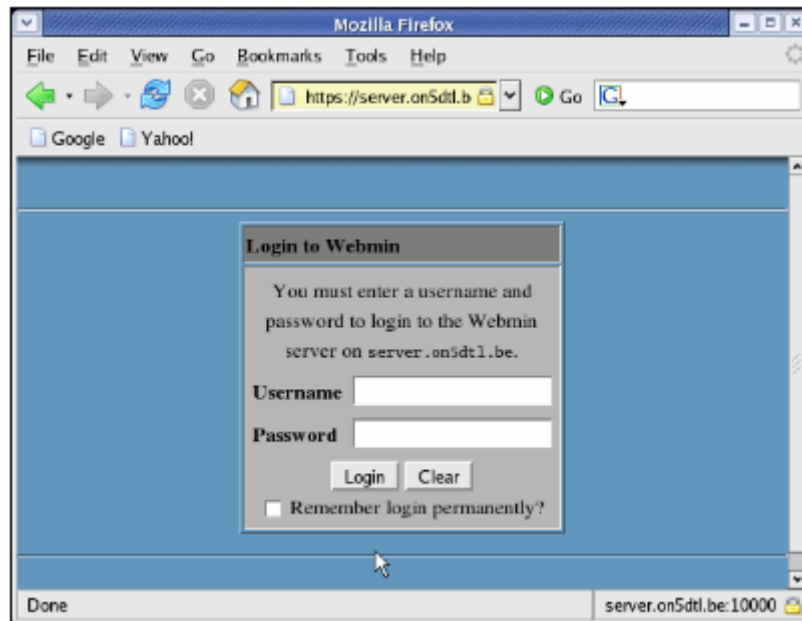 Mozilla Firefox
File Edit View Go Bookmarks Tools Help
https://server.on5dtl.b Go G
Google Yahoo!
Login to Webmin
You must enter a username and
password to login to the Webmin
server on server.on5dtl.be.
Username
Password
Login Clear
Remember login permanently?
Done server.on5dtl.be:10000